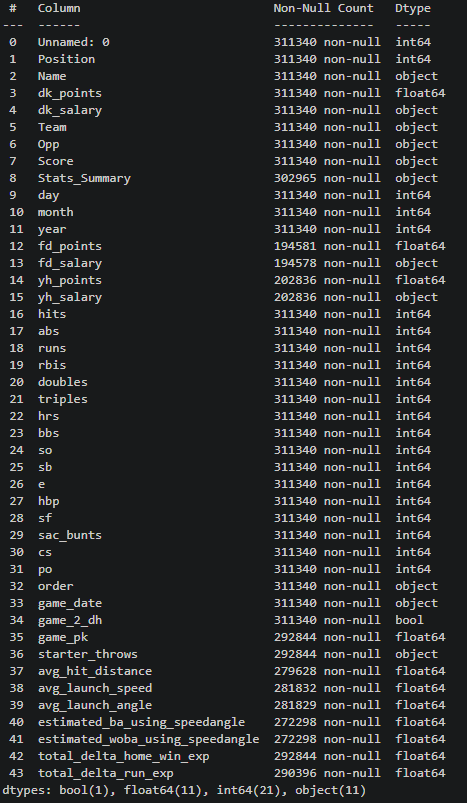 #   Column                           Non-Null Count   Dtype
---  ------                           --------------   -----
 0   Unnamed: 0                       311340 non-null  int64
 1   Position                         311340 non-null  int64
 2   Name                             311340 non-null  object
 3   dk_points                        311340 non-null  float64
 4   dk_salary                        311340 non-null  object
 5   Team                             311340 non-null  object
 6   Opp                              311340 non-null  object
 7   Score                            311340 non-null  object
 8   Stats_Summary                    302965 non-null  object
 9   day                              311340 non-null  int64
 10  month                            311340 non-null  int64
 11  year                             311340 non-null  int64
 12  fd_points                        194581 non-null  float64
 13  fd_salary                        194578 non-null  object
 14  yh_points                        202836 non-null  float64
 15  yh_salary                        202836 non-null  object
 16  hits                             311340 non-null  int64
 17  abs                              311340 non-null  int64
 18  runs                             311340 non-null  int64
 19  rbis                             311340 non-null  int64
 20  doubles                          311340 non-null  int64
 21  triples                          311340 non-null  int64
 22  hrs                              311340 non-null  int64
 23  bbs                              311340 non-null  int64
 24  so                               311340 non-null  int64
 25  sb                               311340 non-null  int64
 26  e                                311340 non-null  int64
 27  hbp                              311340 non-null  int64
 28  sf                               311340 non-null  int64
 29  sac_bunts                        311340 non-null  int64
 30  cs                               311340 non-null  int64
 31  po                               311340 non-null  int64
 32  order                            311340 non-null  object
 33  game_date                        311340 non-null  object
 34  game_2_dh                        311340 non-null  bool
 35  game_pk                          292844 non-null  float64
 36  starter_throws                   292844 non-null  object
 37  avg_hit_distance                 279628 non-null  float64
 38  avg_launch_speed                 281832 non-null  float64
 39  avg_launch_angle                 281829 non-null  float64
 40  estimated_ba_using_speedangle    272298 non-null  float64
 41  estimated_woba_using_speedangle  272298 non-null  float64
 42  total_delta_home_win_exp         292844 non-null  float64
 43  total_delta_run_exp              290396 non-null  float64
dtypes: bool(1), float64(11), int64(21), object(11)